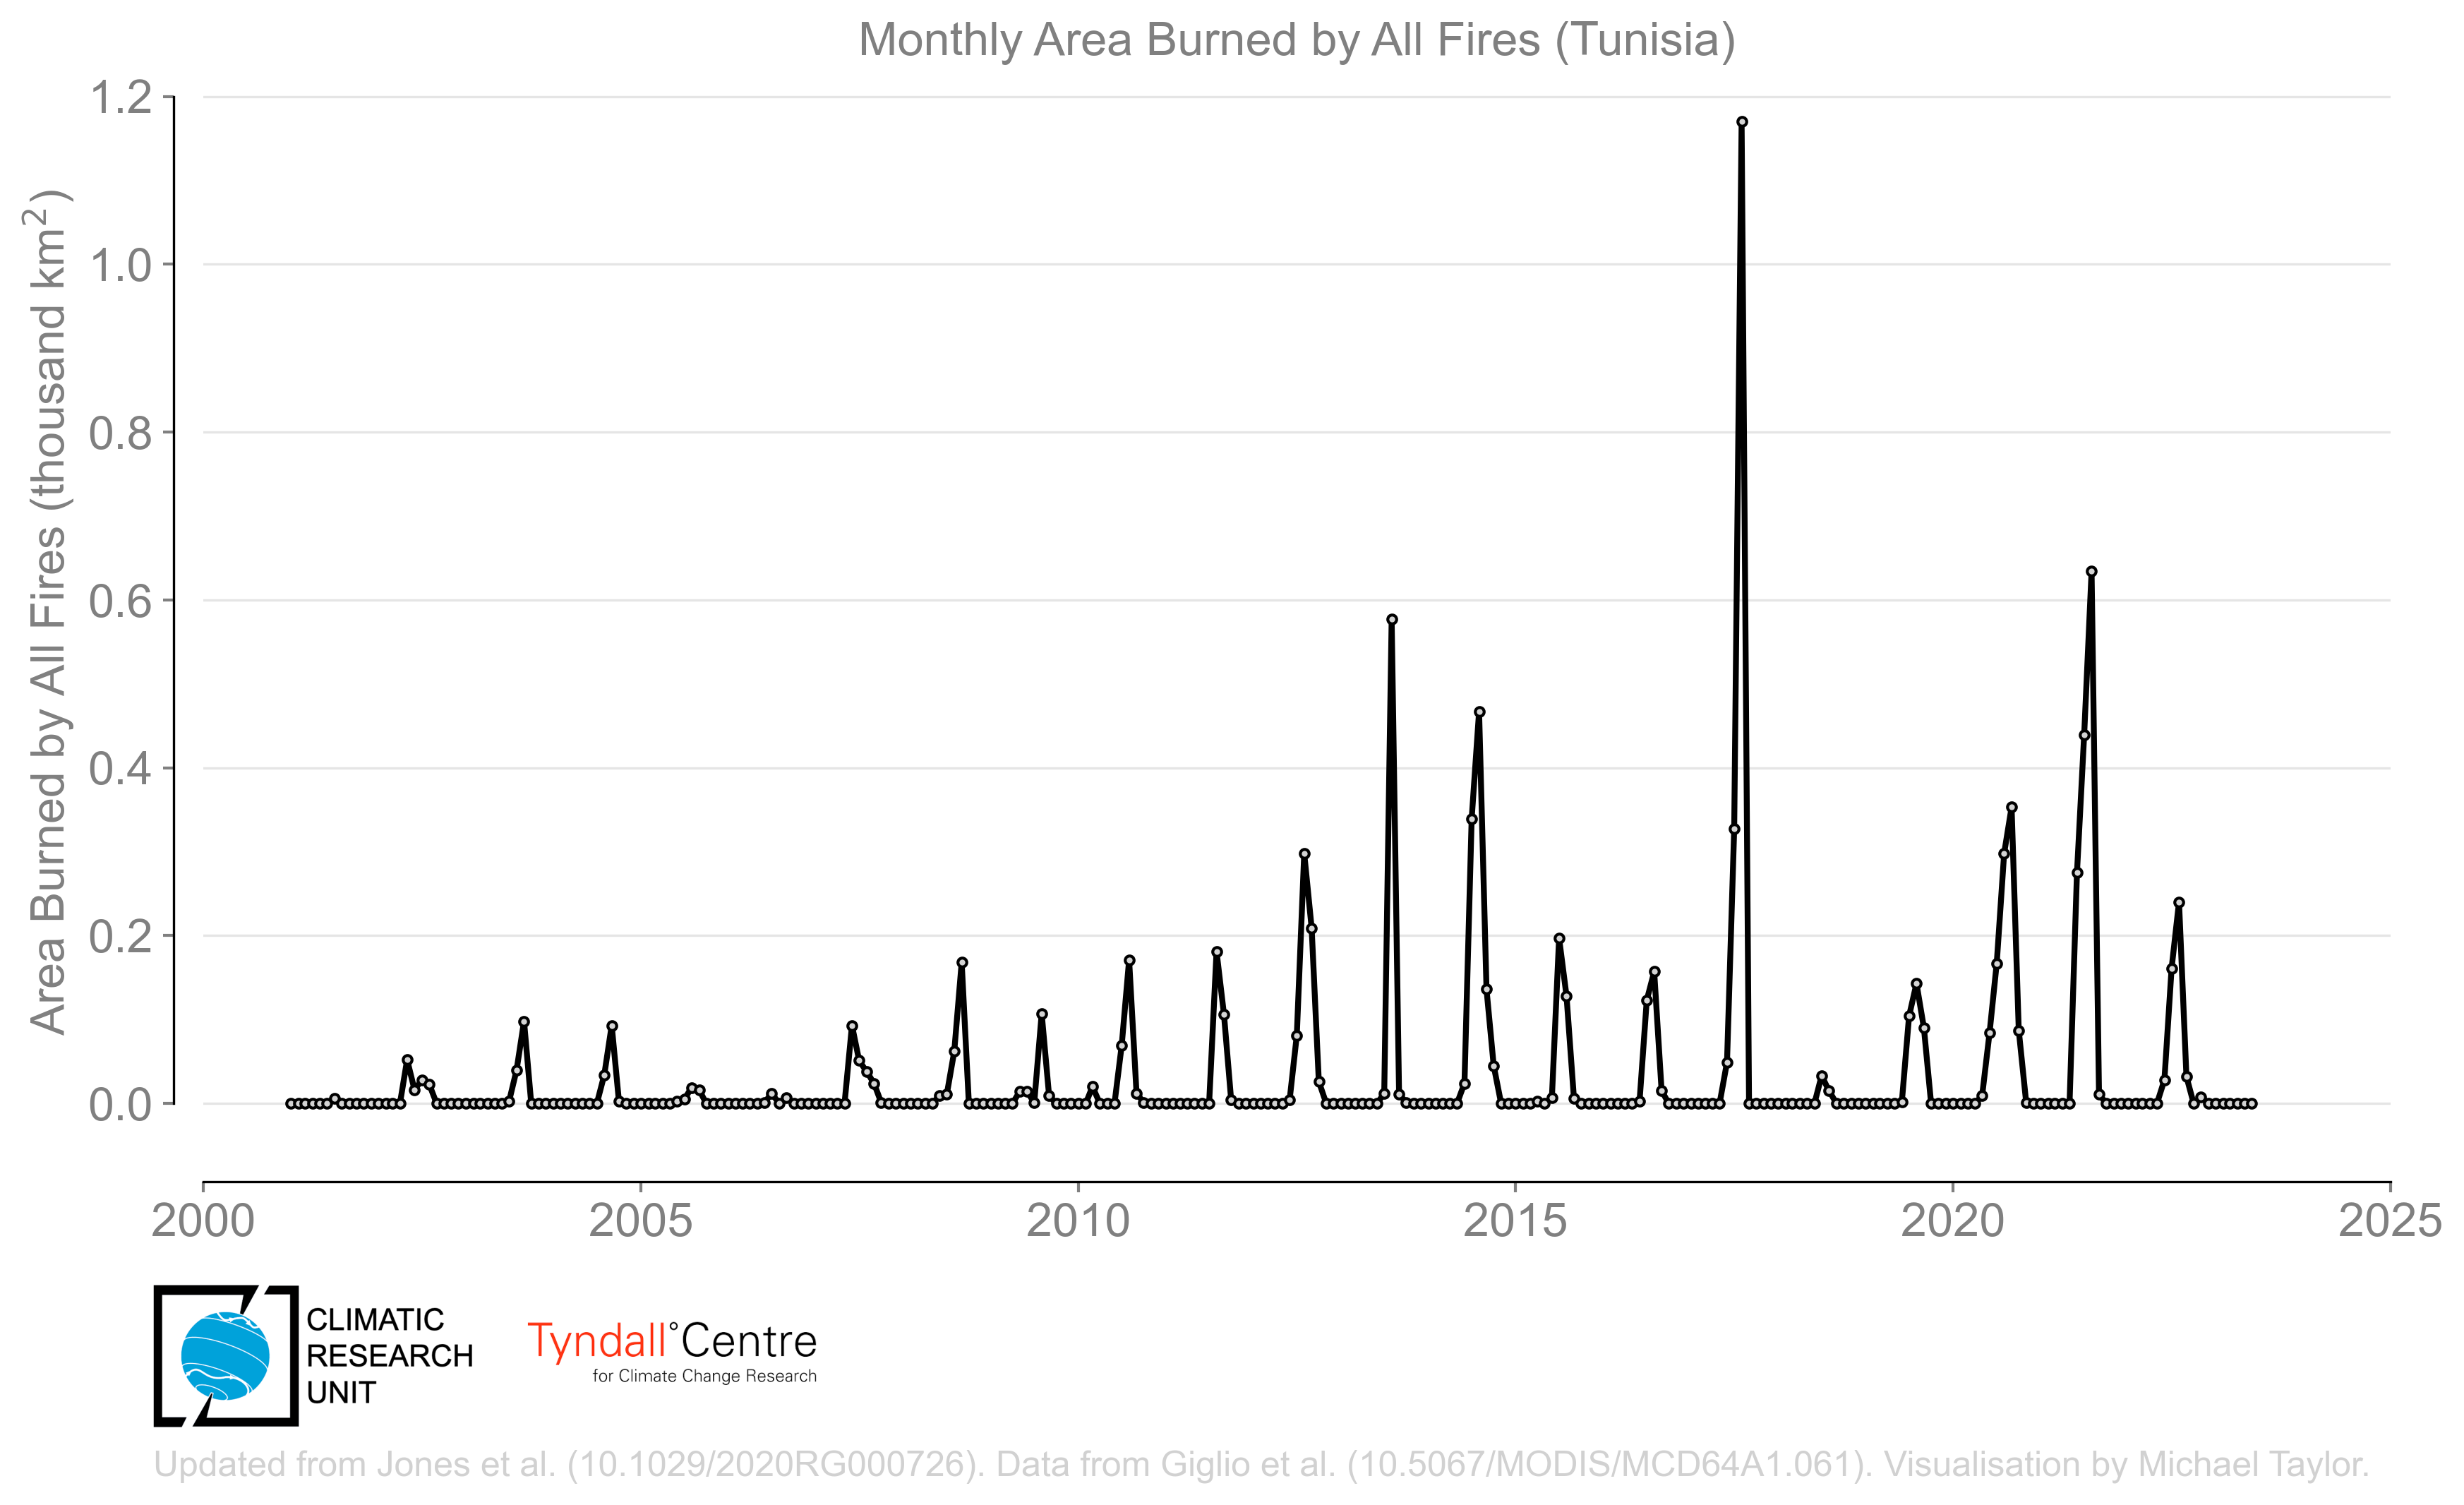 Monthly Area Burned by All Fires (Tunisia)
Area Burned by All Fires (thousand km²)
1.2
1.0
0.8
0.6
0.4
0.2
0.0
2000 2005 2010 2015 2020 2025
CLIMATIC
RESEARCH
UNIT
Tyndall°Centre
for Climate Change Research
Updated from Jones et al. (10.1029/2020RG000726). Data from Giglio et al. (10.5067/MODIS/MCD64A1.061). Visualisation by Michael Taylor.